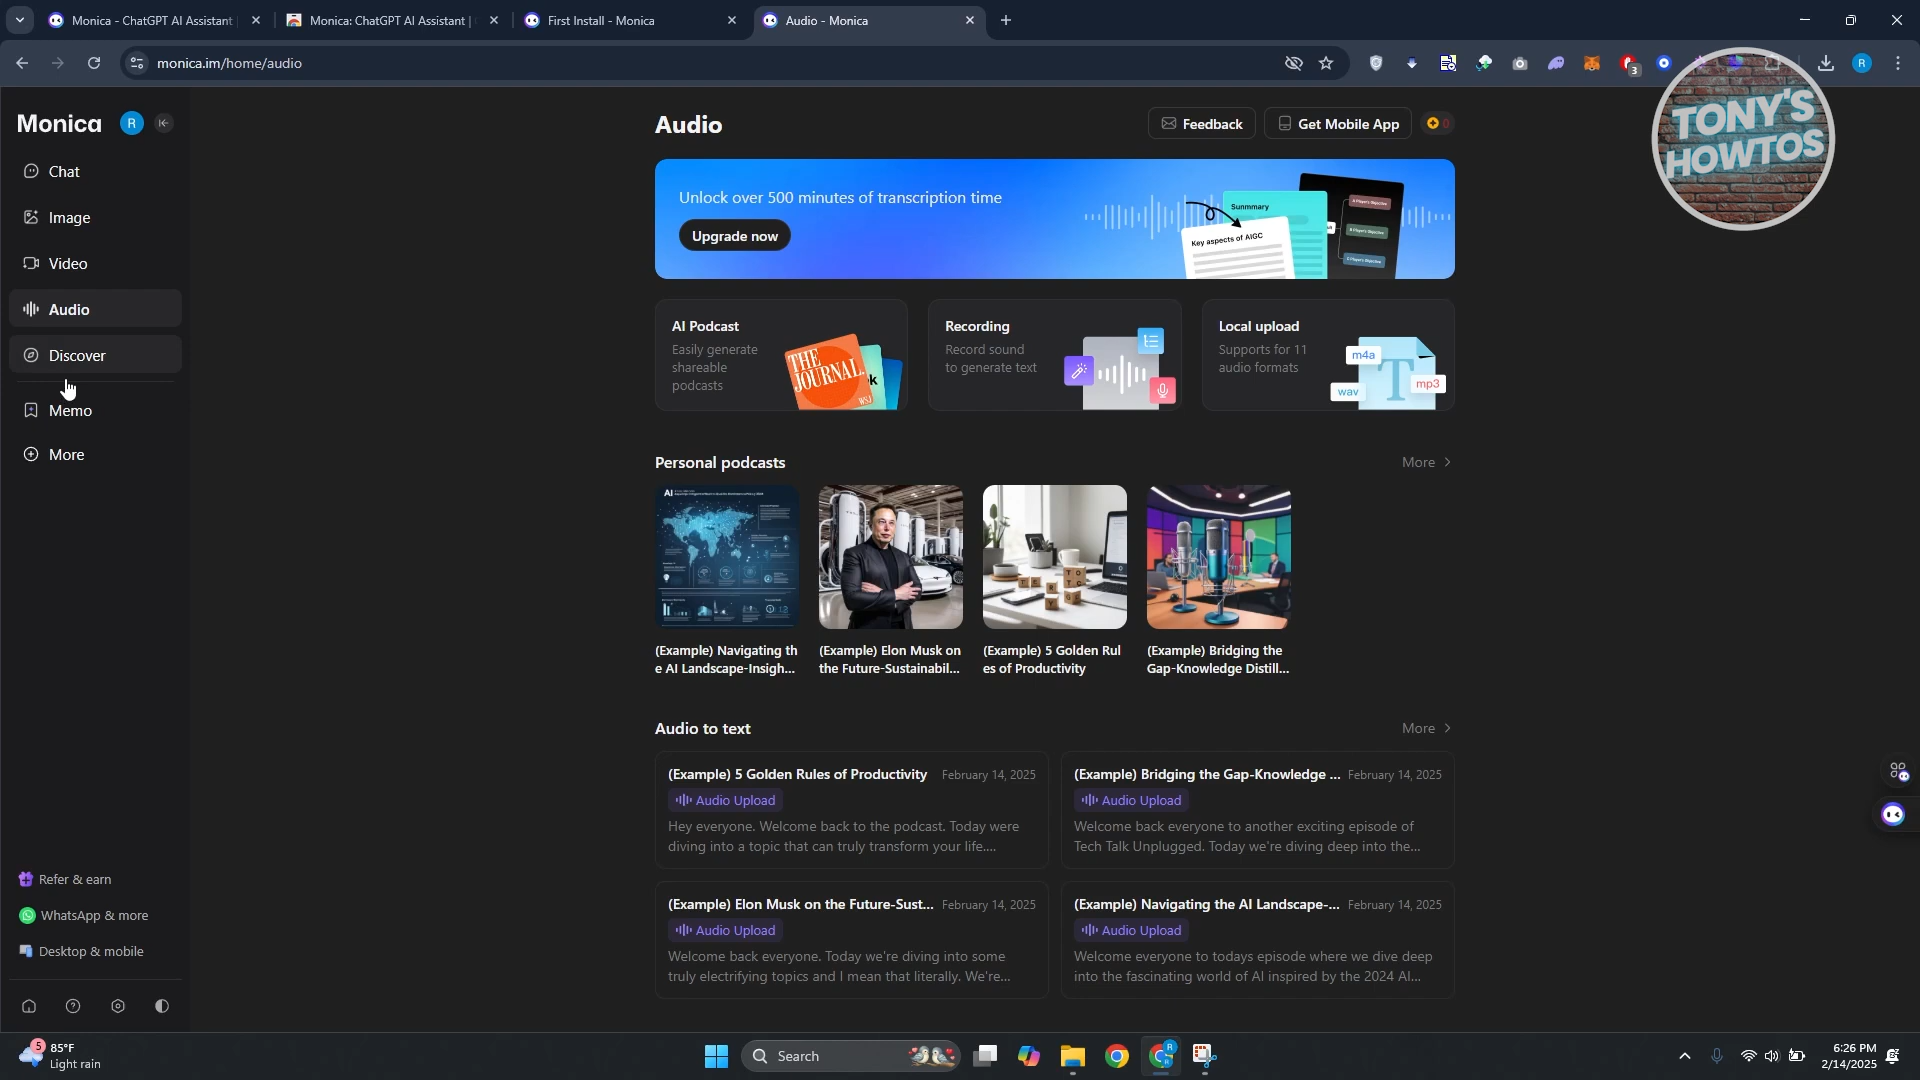 Monica - ChatGPT AI Assistant
Monica: ChatGPT AI Assistant |
First Install - Monica
Audio - Monica
monica.im/home/audio
3
R
Monica
R
Chat
Image
Video
Audio
Discover
Memo
More
Refer & earn
WhatsApp & more
Desktop & mobile
Audio
Feedback
Get Mobile App
0
TONY'S
HOWTOS
Unlock over 500 minutes of transcription time
Upgrade now
Sunmmary
Key aspects of AIGC
AI Podcast
Easily generate
shareable
podcasts
THE
JOURNAL.
WSJ
k
Recording
Record sound
to generate text
Local upload
Supports for 11
audio formats
m4a
wav
mp3
T
Personal podcasts
More
(Example) Navigating th
e AI Landscape-Insigh...
(Example) Elon Musk on
the Future-Sustainabil...
(Example) 5 Golden Rul
es of Productivity
(Example) Bridging the
Gap-Knowledge Distill...
Audio to text
More
(Example) 5 Golden Rules of Productivity
February 14, 2025
Audio Upload
Hey everyone. Welcome back to the podcast. Today were
diving into a topic that can truly transform your life....
(Example) Bridging the Gap-Knowledge ...
February 14, 2025
Audio Upload
Welcome back everyone to another exciting episode of
Tech Talk Unplugged. Today we're diving deep into the...
(Example) Elon Musk on the Future-Sust...
February 14, 2025
Audio Upload
Welcome back everyone. Today we're diving into some
truly electrifying topics and I mean that literally. We're...
(Example) Navigating the AI Landscape-...
February 14, 2025
Audio Upload
Welcome everyone to todays episode where we dive deep
into the fascinating world of AI inspired by the 2024 AI...
5
85°F
Light rain
Search
R
6:26 PM
2/14/2025